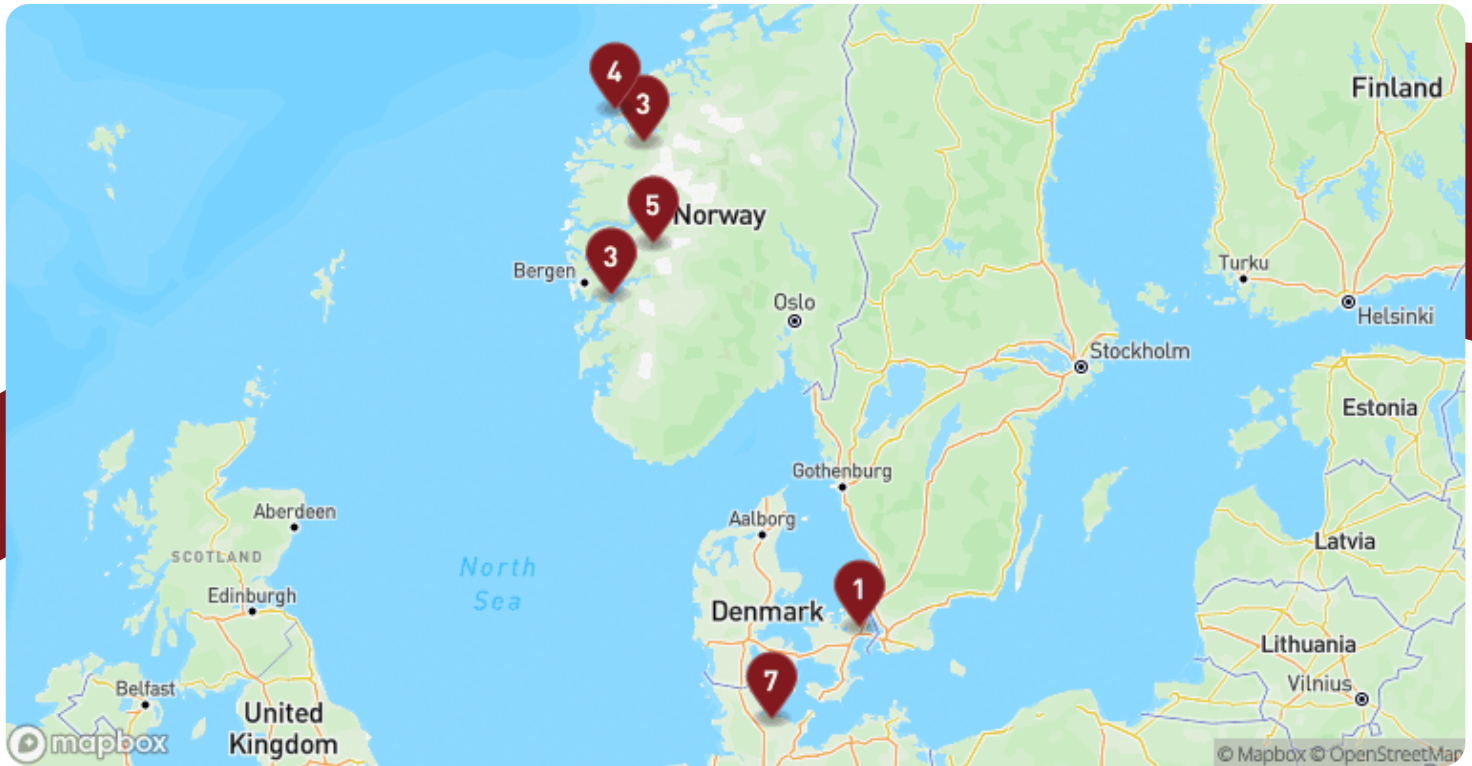 4
3
Finland
5
Norway
3
Bergen
Turku
Oslo
Helsinki
Stockholm
Estonia
Gothenburg
Aberdeen
Aalborg
SCOTLAND
Latvia
North
Sea
Edinburgh
1
Denmark
Lithuania
7
Vilnius
Belfast
United
Kingdom
mapbox
© Mapbox © OpenStreetMap